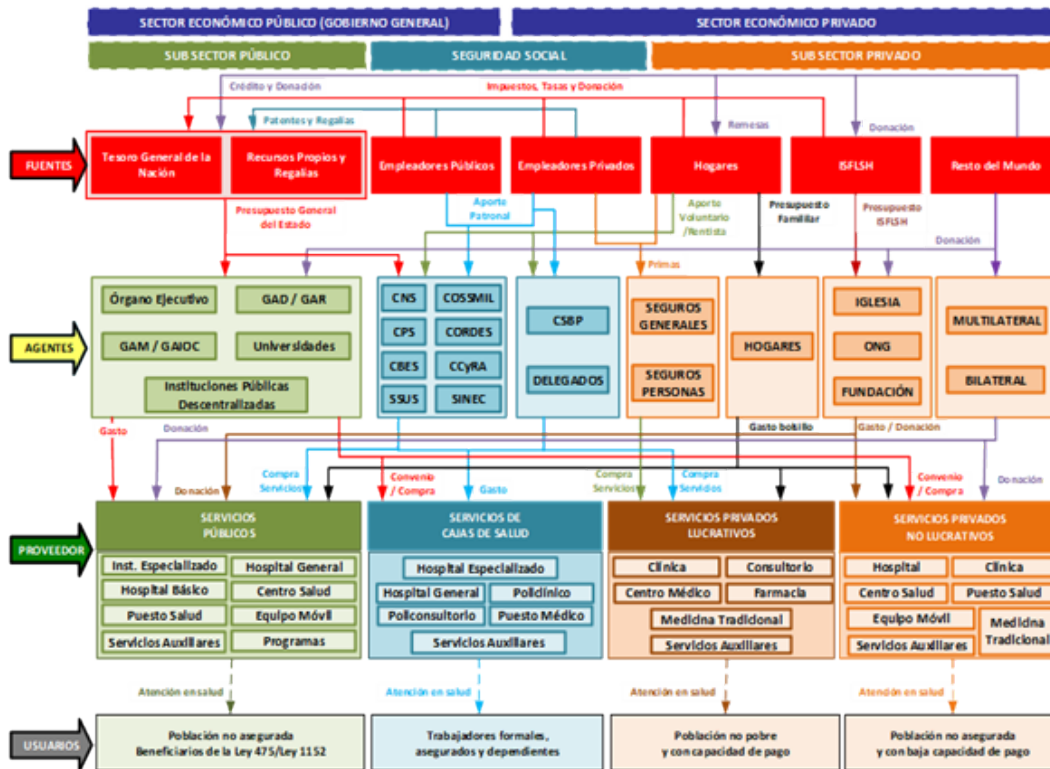 SECTOR ECONÓMICO PÚBLICO (GOBIERNO GENERAL)
SECTOR ECONÓMICO PRIVADO
SUBSECTOR PÚBLICO
SEGURIDAD SOCIAL
SUBSECTOR PRIVADO
Crédito y Donación
Impuestos, Tasas y Donación
Patentes y Regalías
Remesas
Donación
FUENTES
Tesoro General de la
Nación
Recursos Propios y
Regalías
Empleadores Públicos
Empleadores Privados
Hogares
ISFLSH
Resto del Mundo
Presupuesto General
del Estado
Aporte
Patronal
Aporte
Voluntario
/Rentista
Presupuesto
Familiar
Presupuesto
ISFLSH
Donación
Primas
AGENTES
Órgano Ejecutivo
GAD / GAR
GAM / GAIOC
Universidades
Instituciones Públicas
Descentralizadas
CNS
COSSMIL
CPS
CORDES
CBES
CCyRA
SSUS
SINEC
CSBP
DELEGADOS
SEGUROS
GENERALES
SEGUROS
PERSONAS
HOGARES
IGLESIA
ONG
FUNDACIÓN
MULTILATERAL
BILATERAL
Gasto
Donación
Gasto bolsillo
Gasto / Donación
Donación
Compra
Servicios
Convenio
/ Compra
Gasto
Compra
Servicios
Compra
Servicios
Convenio
/ Compra
Donación
PROVEEDOR
SERVICIOS
PÚBLICOS
Inst. Especializado
Hospital General
Hospital Básico
Centro Salud
Puesto Salud
Equipo Móvil
Servicios Auxiliares
Programas
SERVICIOS DE
CAJAS DE SALUD
Hospital Especializado
Hospital General
Policlínico
Policonsultorio
Puesto Médico
Servicios Auxiliares
SERVICIOS PRIVADOS
LUCRATIVOS
Clínica
Consultorio
Centro Médico
Farmacia
Medicina Tradicional
Servicios Auxiliares
SERVICIOS PRIVADOS
NO LUCRATIVOS
Hospital
Clínica
Centro Salud
Puesto Salud
Equipo Móvil
Medicina
Tradicional
Servicios Auxiliares
Atención en salud
Atención en salud
Atención en salud
Atención en salud
USUARIOS
Población no asegurada
Beneficiarios de la Ley 475/Ley 1152
Trabajadores formales,
asegurados y dependientes
Población no pobre
y con capacidad de pago
Población no asegurada
y con baja capacidad de pago